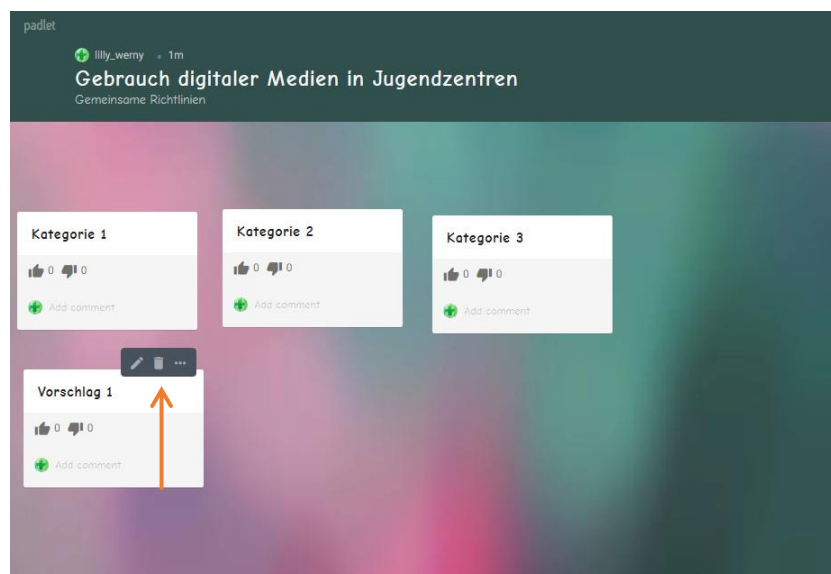 padlet
lilly_werny • 1m
Gebrauch digitaler Medien in Jugendzentren
Gemeinsame Richtlinien
Kategorie 1
0 0
Add comment
Kategorie 2
0 0
Add comment
Kategorie 3
0 0
Add comment
Vorschlag 1
0 0
Add comment